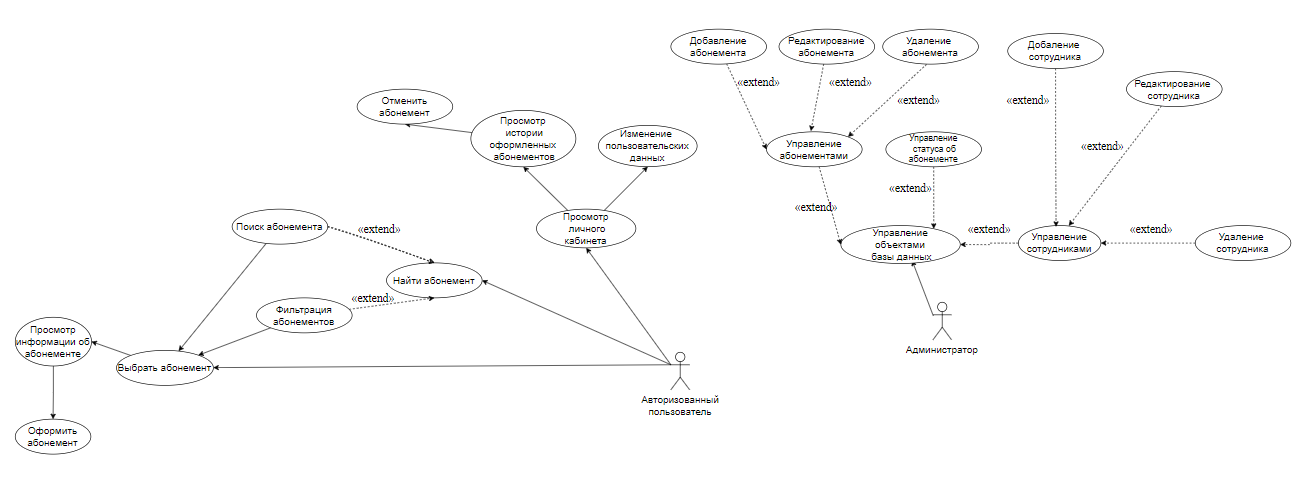 Добавление
абонемента
Редактирование
абонемента
Удаление
абонемента
Добаление
сотрудника
«extend»
«extend»
«extend»
«extend»
Редактирование
сотрудника
Отменить
абонемент
Просмотр
истории
оформленных
абонементов
Изменение
пользовательских
данных
Управление
абонементами
Управление
статуса об
абонементе
«extend»
«extend»
«extend»
Поиск абонемента
«extend»
Просмотр
личного
кабинета
Управление
объектами
базы данных
«extend»
Управление
сотрудниками
«extend»
Удаление
сотрудника
Найти абонемент
«extend»
Фильтрация
абонементов
Просмотр
информации об
абонементе
Выбрать абонемент
Администратор
Авторизованный
пользователь
Оформить
абонемент